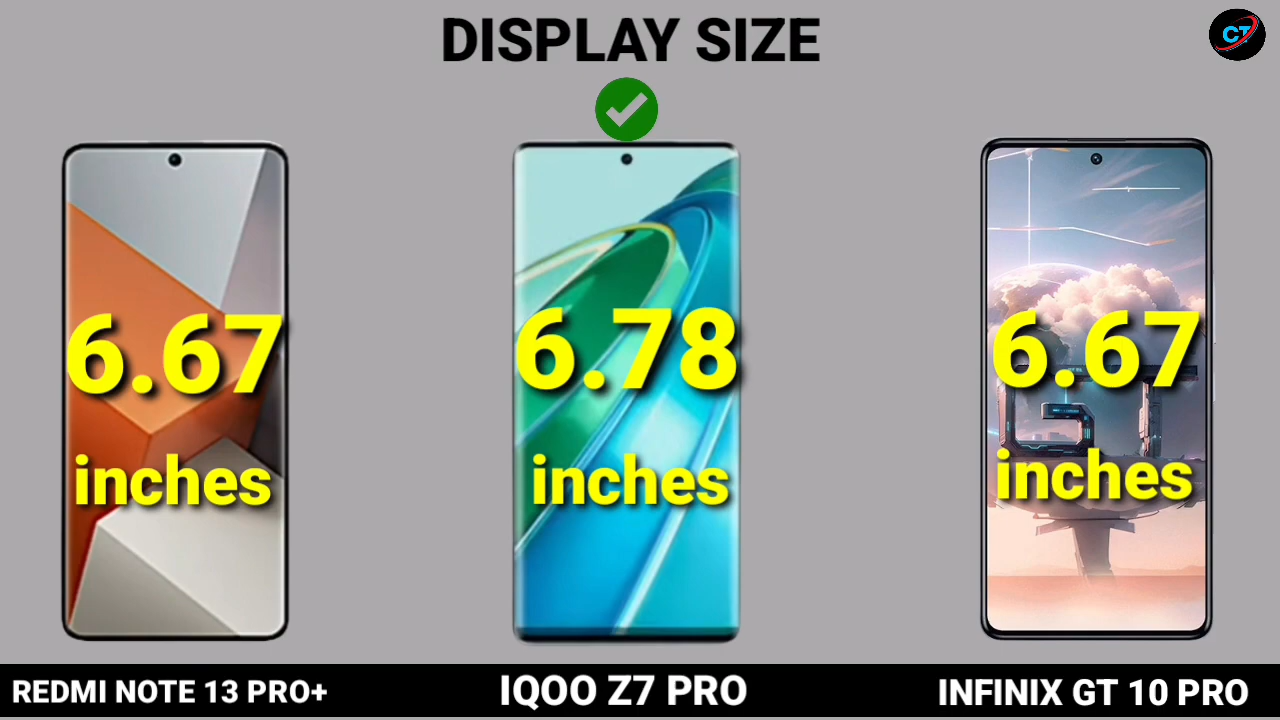 DISPLAY SIZE
CT
6.67
inches
6.78
inches
6.67
inches
REDMI NOTE 13 PRO+
IQOO Z7 PRO
INFINIX GT 10 PRO